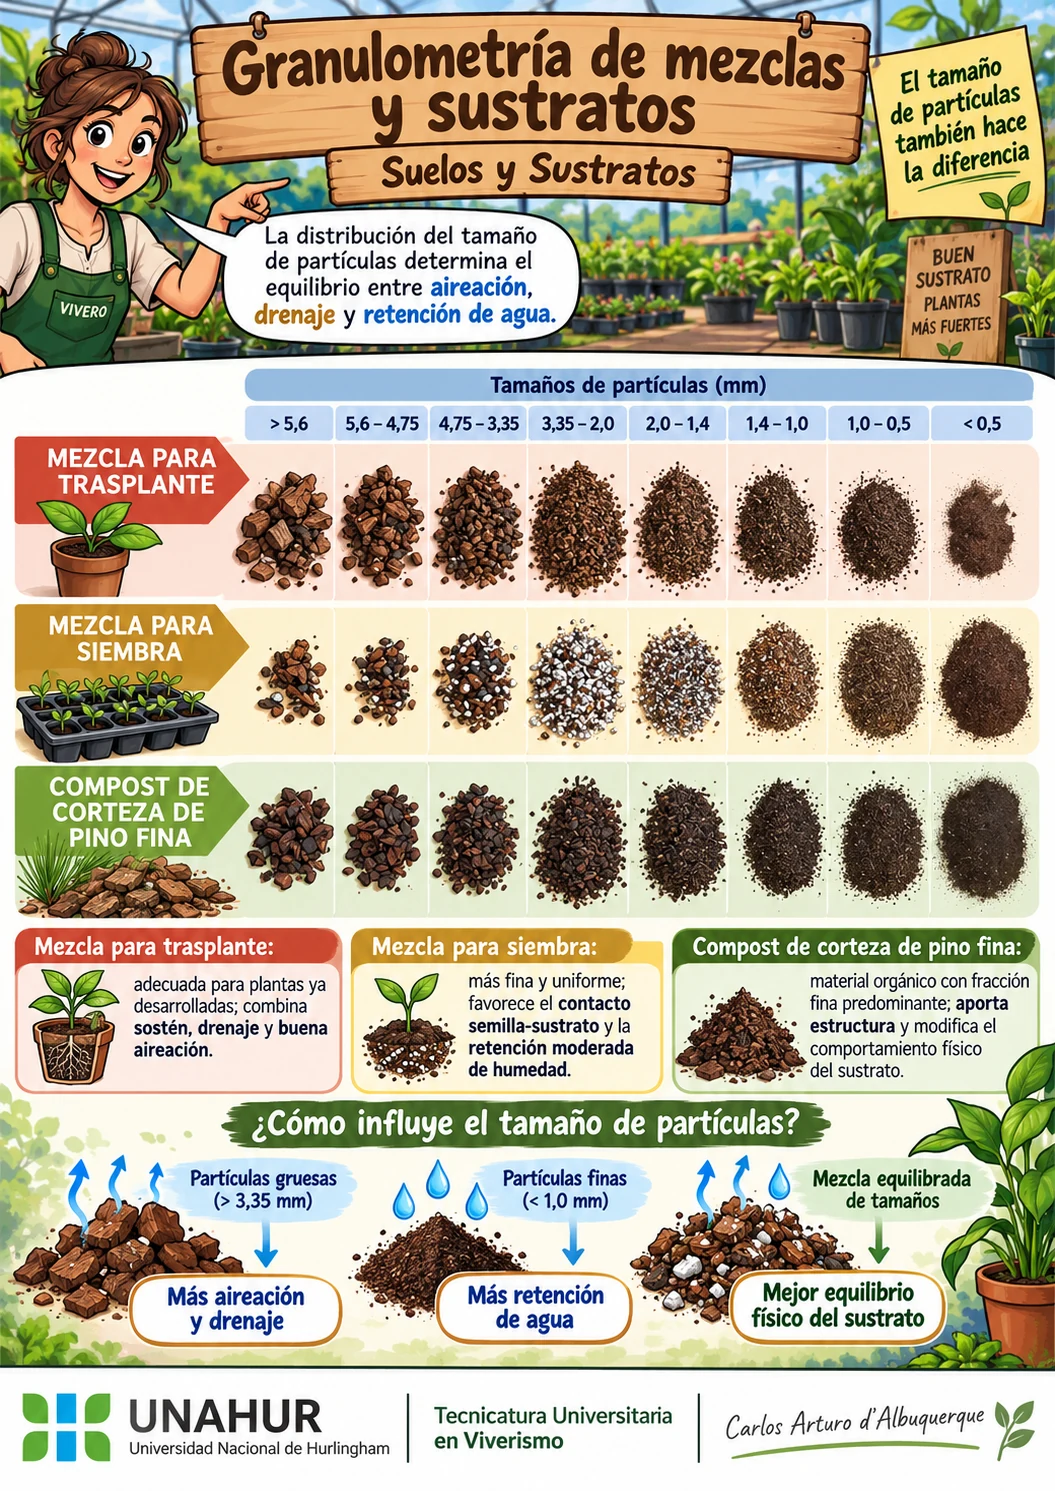 Granulometría de mezclas
y sustratos
Suelos y Sustratos
El tamaño
de partículas
también hace
la diferencia
La distribución del tamaño
de partículas determina el
equilibrio entre aireación,
drenaje y retención de agua.
VIVERO
BUEN
SUSTRATO
PLANTAS
MÁS FUERTES
Tamaños de partículas (mm)
> 5,6
5,6 – 4,75
4,75 – 3,35
3,35 – 2,0
2,0 – 1,4
1,4 – 1,0
1,0 – 0,5
< 0,5
MEZCLA PARA
TRASPLANTE
MEZCLA PARA
SIEMBRA
COMPOST DE
CORTEZA DE
PINO FINA
Mezcla para trasplante:
adecuada para plantas ya
desarrolladas; combina
sostén, drenaje y buena
aireación.
Mezcla para siembra:
más fina y uniforme;
favorece el contacto
semilla-sustrato y la
retención moderada
de humedad.
Compost de corteza de pino fina:
material orgánico con fracción
fina predominante; aporta
estructura y modifica el
comportamiento físico
del sustrato.
¿Cómo influye el tamaño de partículas?
Partículas gruesas
(> 3,35 mm)
Más aireación
y drenaje
Partículas finas
(< 1,0 mm)
Más retención
de agua
Mezcla equilibrada
de tamaños
Mejor equilibrio
físico del sustrato
UNAHUR
Universidad Nacional de Hurlingham
Tecnicatura Universitaria
en Viverismo
Carlos Arturo d'Albuquerque